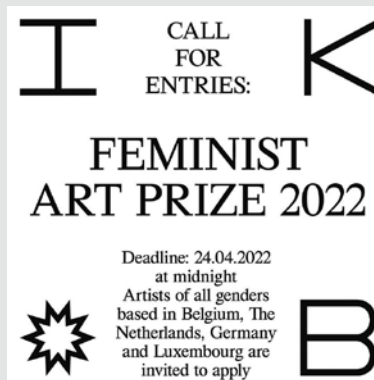 I
K
CALL
FOR
ENTRIES:
FEMINIST
ART PRIZE 2022
Deadline: 24.04.2022
at midnight
Artists of all genders
based in Belgium, The
Netherlands, Germany
and Luxembourg are
invited to apply
B